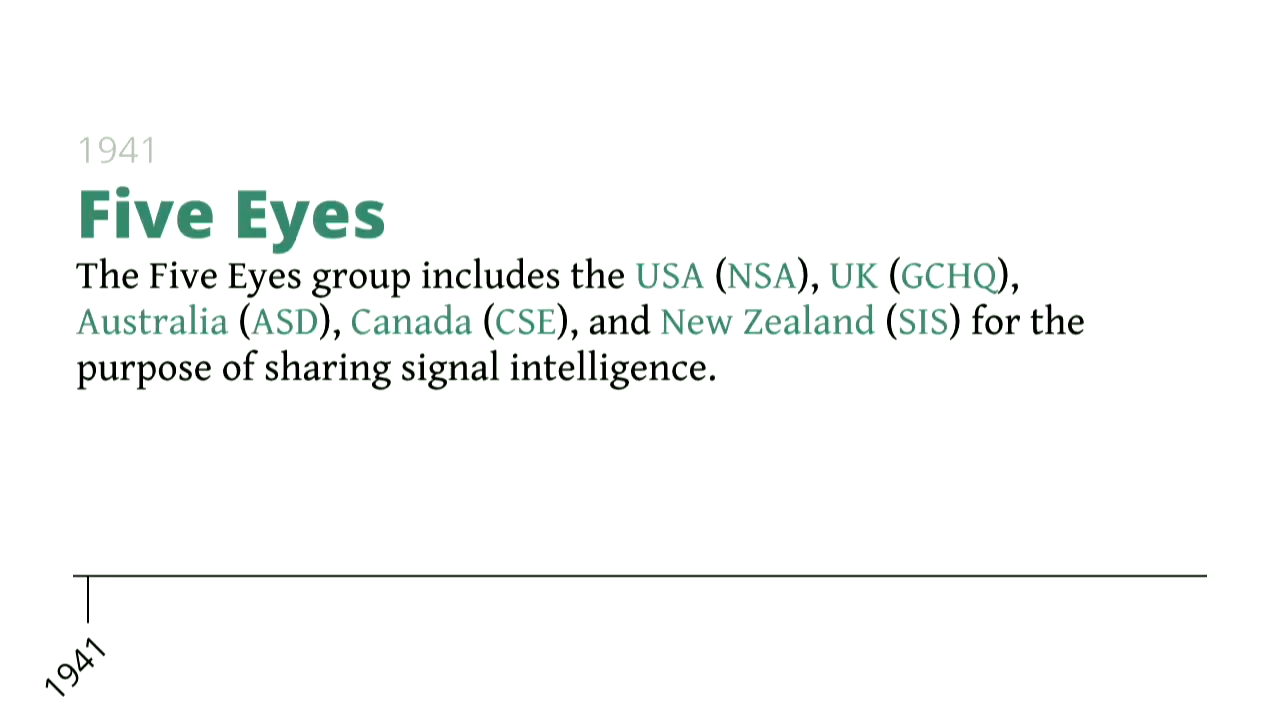 1941
Five Eyes
The Five Eyes group includes the USA (NSA), UK (GCHQ),
Australia (ASD), Canada (CSE), and New Zealand (SIS) for the
purpose of sharing signal intelligence.
1941